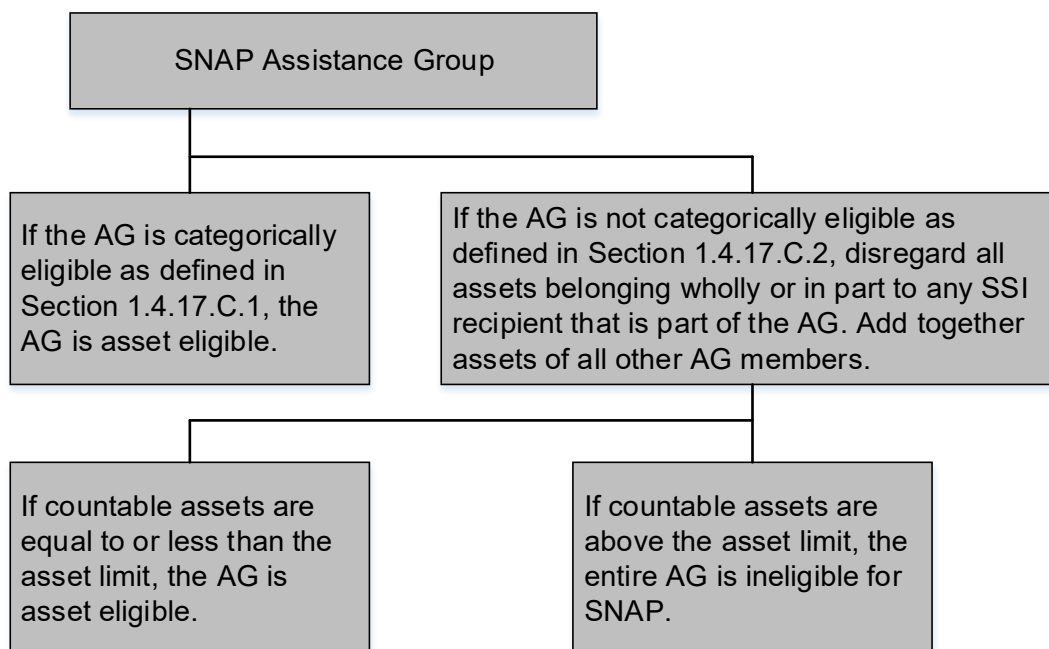 SNAP Assistance Group
If the AG is categorically
eligible as defined in
Section 1.4.17.C.1, the
AG is asset eligible.
If the AG is not categorically eligible as
defined in Section 1.4.17.C.2, disregard all
assets belonging wholly or in part to any SSI
recipient that is part of the AG. Add together
assets of all other AG members.
If countable assets are
equal to or less than the
asset limit, the AG is
asset eligible.
If countable assets are
above the asset limit, the
entire AG is ineligible for
SNAP.